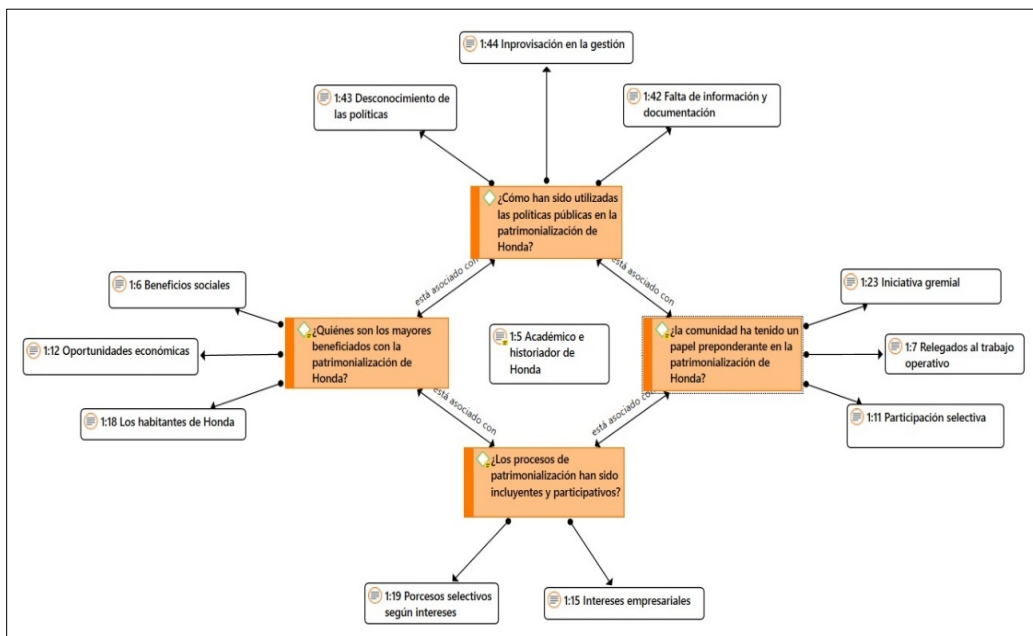 1:44 Inprovisación en la gestión
1:43 Desconocimiento de
las políticas
1:42 Falta de información y
documentación
¿Cómo han sido utilizadas
las políticas públicas en la
patrimonialización de
Honda?
está asociado con
está asociado con
1:6 Beneficios sociales
1:12 Oportunidades económicas
1:18 Los habitantes de Honda
¿Quiénes son los mayores
beneficiados con la
patrimonialización de
Honda?
1:5 Académico e
historiador de
Honda
¿la comunidad ha tenido un
papel preponderante en la
patrimonialización de
Honda?
1:23 Iniciativa gremial
1:7 Relegados al trabajo
operativo
1:11 Participación selectiva
está asociado con
está asociado con
¿Los procesos de
patrimonialización han sido
incluyentes y participativos?
1:19 Porcesos selectivos
según intereses
1:15 Intereses empresariales